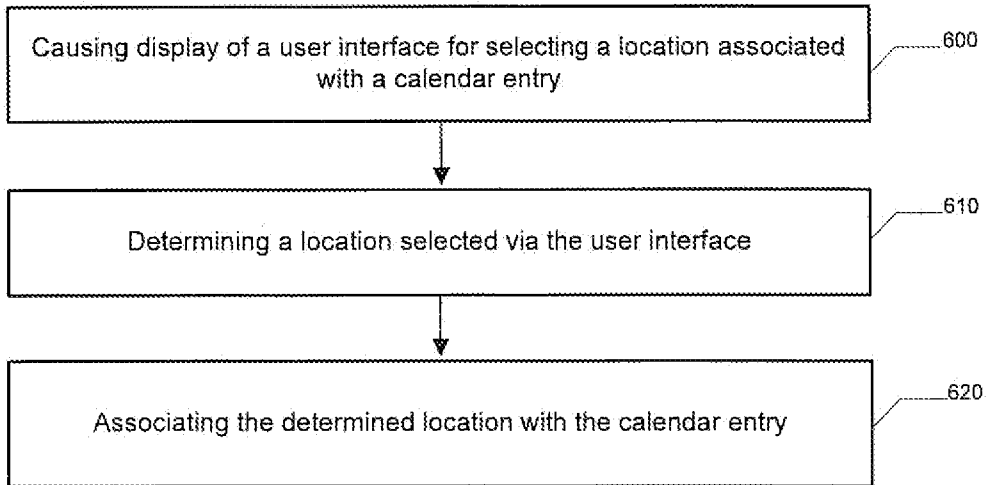 Causing display of a user interface for selecting a location associated
with a calendar entry
600
Determining a location selected via the user interface
610
Associating the determined location with the calendar entry
620